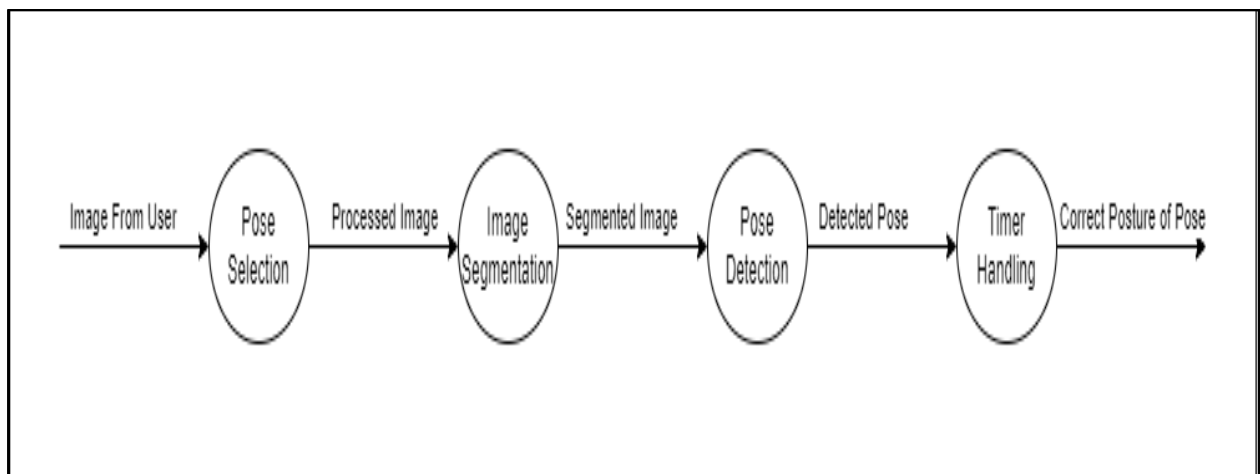 Image From User
Pose
Selection
Processed Image
Image
Segmentation
Segmented Image
Pose
Detection
Detected Pose
Timer
Handling
Correct Posture of Pose